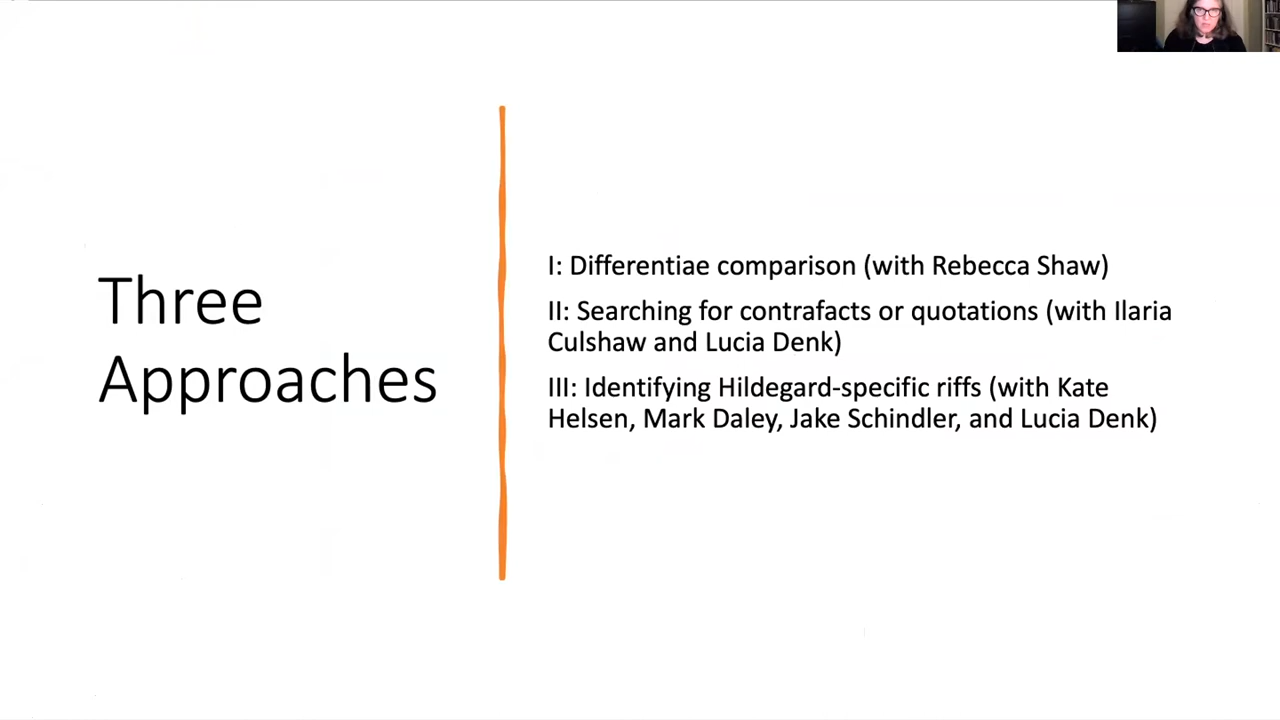 Three
Approaches
I: Differentiae comparison (with Rebecca Shaw)
II: Searching for contrafacts or quotations (with Ilaria
Culshaw and Lucia Denk)
III: Identifying Hildegard-specific riffs (with Kate
Helsen, Mark Daley, Jake Schindler, and Lucia Denk)